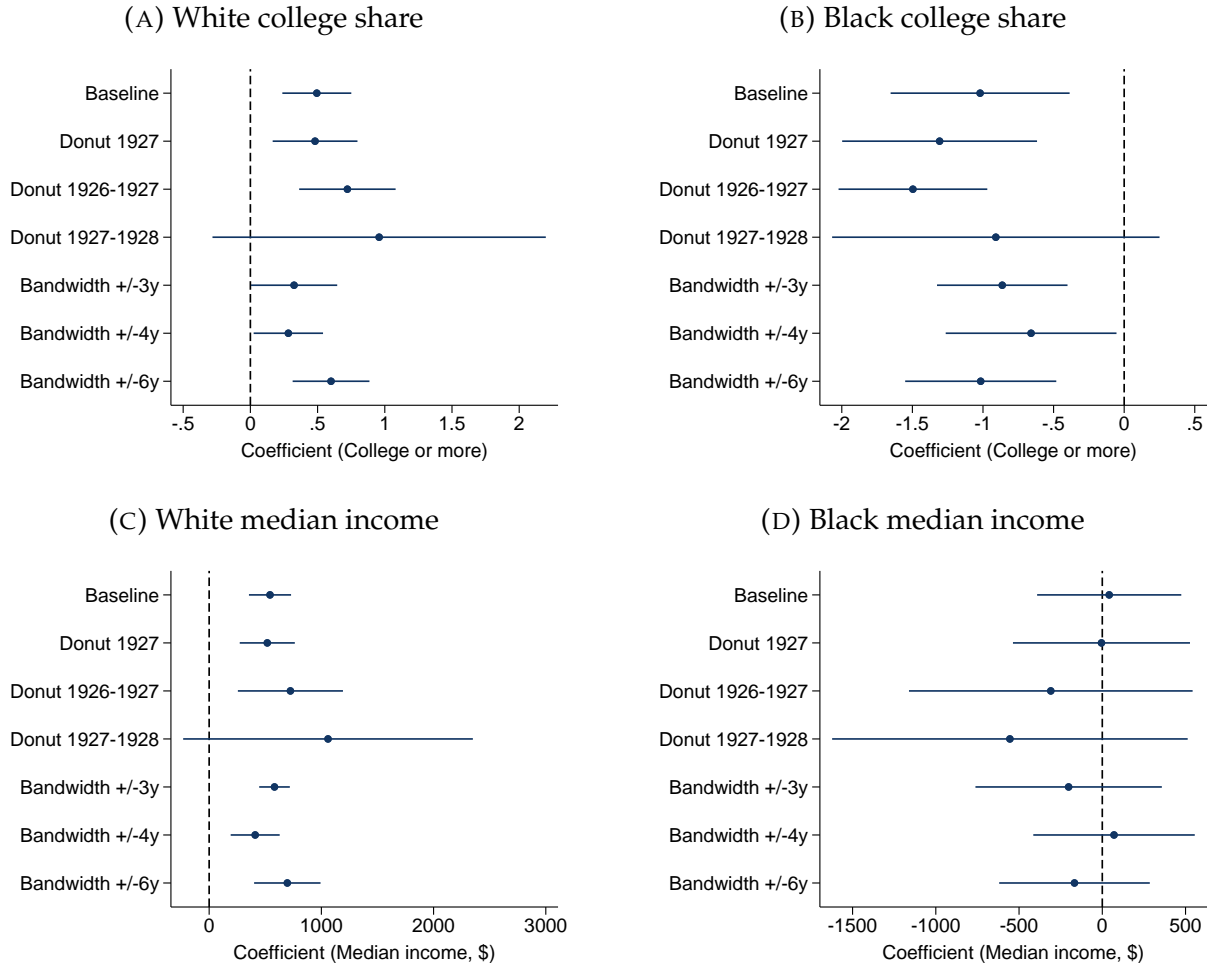 (A) White college share
Baseline
Donut 1927
Donut 1926-1927
Donut 1927-1928
Bandwidth +/-3y
Bandwidth +/-4y
Bandwidth +/-6y
-.5 0 .5 1 1.5 2
Coefficient (College or more)
(B) Black college share
Baseline
Donut 1927
Donut 1926-1927
Donut 1927-1928
Bandwidth +/-3y
Bandwidth +/-4y
Bandwidth +/-6y
-2 -1.5 -1 -.5 0 .5
Coefficient (College or more)
(C) White median income
Baseline
Donut 1927
Donut 1926-1927
Donut 1927-1928
Bandwidth +/-3y
Bandwidth +/-4y
Bandwidth +/-6y
0 1000 2000 3000
Coefficient (Median income, $)
(D) Black median income
Baseline
Donut 1927
Donut 1926-1927
Donut 1927-1928
Bandwidth +/-3y
Bandwidth +/-4y
Bandwidth +/-6y
-1500 -1000 -500 0 500
Coefficient (Median income, $)